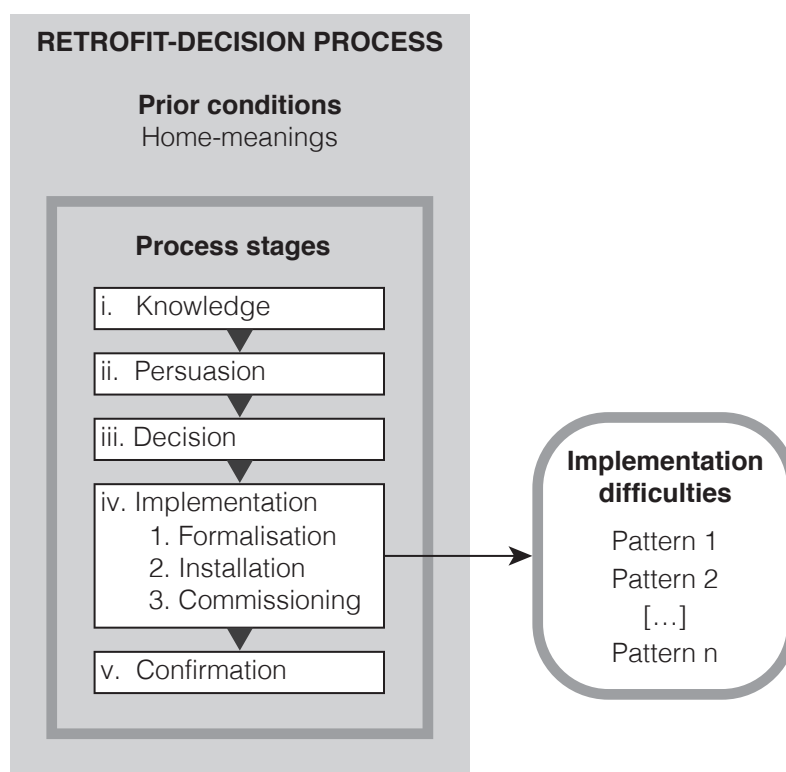 RETROFIT-DECISION PROCESS
Prior conditions
Home-meanings
Process stages
i. Knowledge
ii. Persuasion
iii. Decision
iv. Implementation
1. Formalisation
2. Installation
3. Commissioning
v. Confirmation
Implementation
difficulties
Pattern 1
Pattern 2
[…]
Pattern n